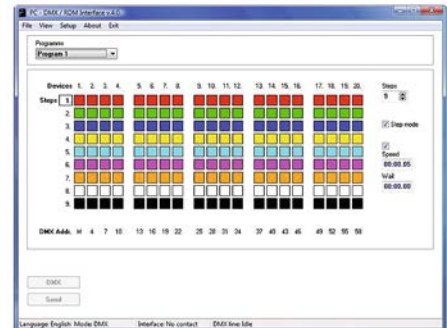 PC - DMX / RDM Interface v.4.0
File View Setup About Exit
Programms
Program 1
Devices 1. 2. 3. 4. 5. 6. 7. 8. 9. 10. 11. 12. 13. 14. 15. 16. 17. 18. 19. 20. Steps
Steps 1. 9
2.
3. Step mode
4.
5. Speed
6. 00:00.05
7. Wait
8. 00:00.00
9.
DMX Addr. 4 7 10 13 16 19 22 25 28 31 34 37 40 43 46 49 52 55 58
DMX
Send
Language: English Mode: DMX Interface: No contact DMX line: Idle